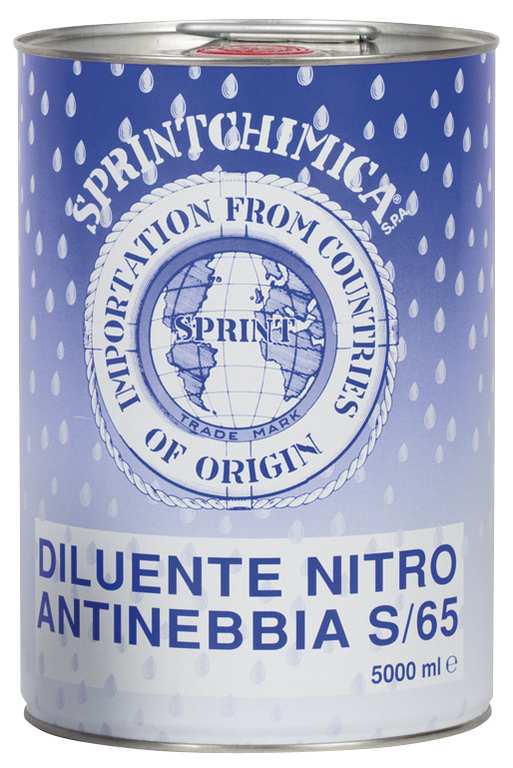 SPRINTCHIMICA® S.P.A.
IMPORTATION FROM COUNTRIES
OF ORIGIN
SPRINT
TRADE MARK
DILUENTE NITRO
ANTINEBBIA S/65
5000 ml ℮